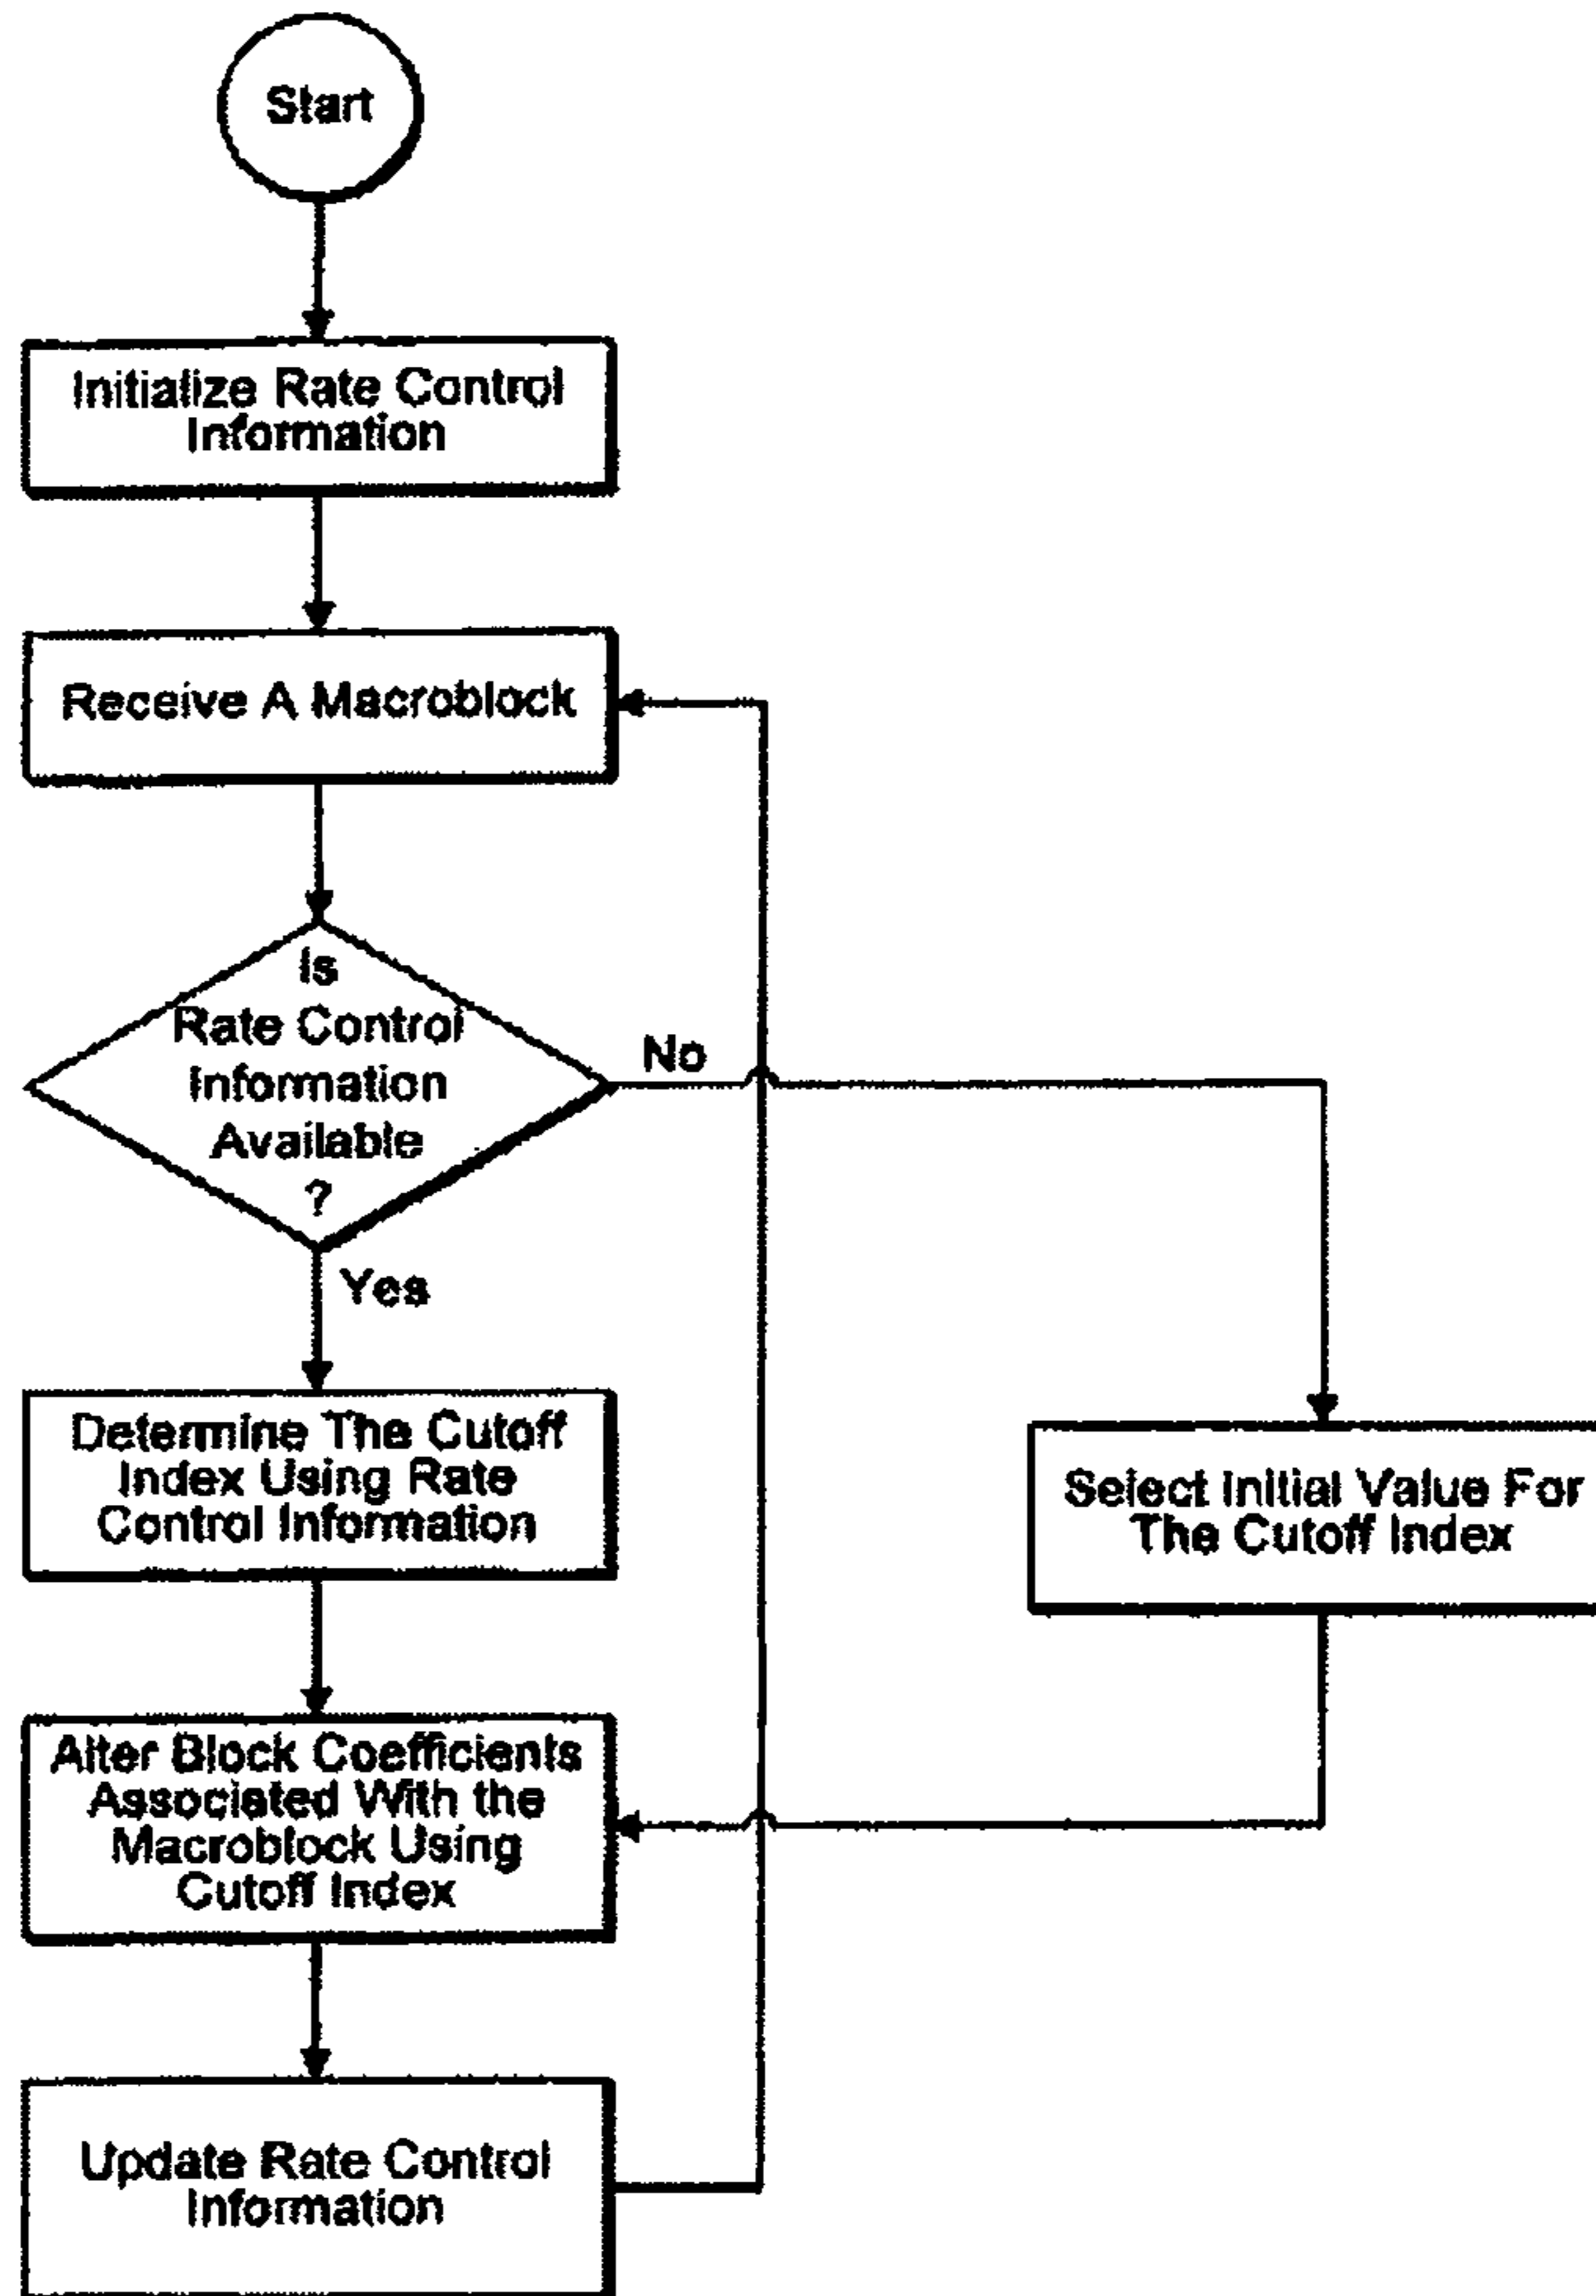 Start
Initialize Rate Control
Information
Receive A Macroblock
Is
Rate Control
Information
Available
?
No
Yes
Determine The Cutoff
Index Using Rate
Control Information
Select Initial Value For
The Cutoff Index
Alter Block Coefficients
Associated With the
Macroblock Using
Cutoff Index
Update Rate Control
Information